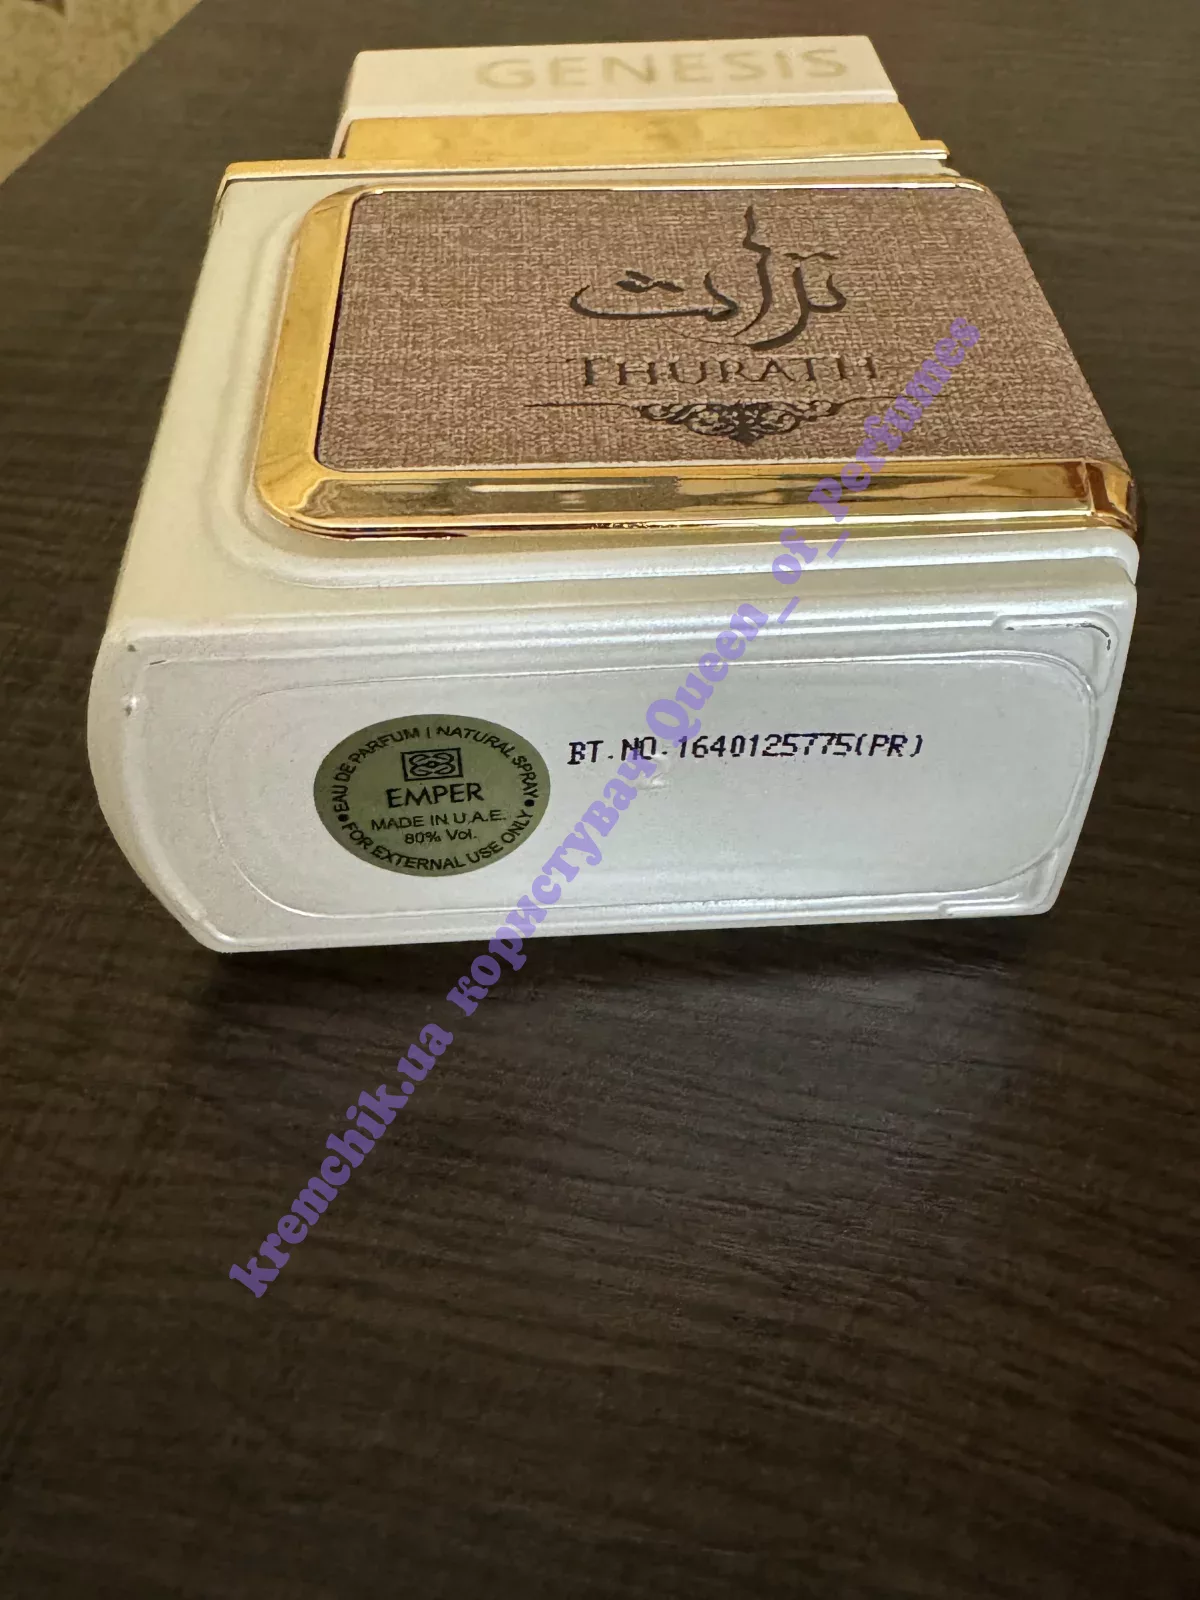 GENESIS
تراث
THURATH
EAU DE PARFUM | NATURAL SPRAY
EMPER
MADE IN U.A.E.
80% Vol.
FOR EXTERNAL USE ONLY
BT.NO.1640125775(PR)
kremchik.ua користувач Queen_of_Perfumes